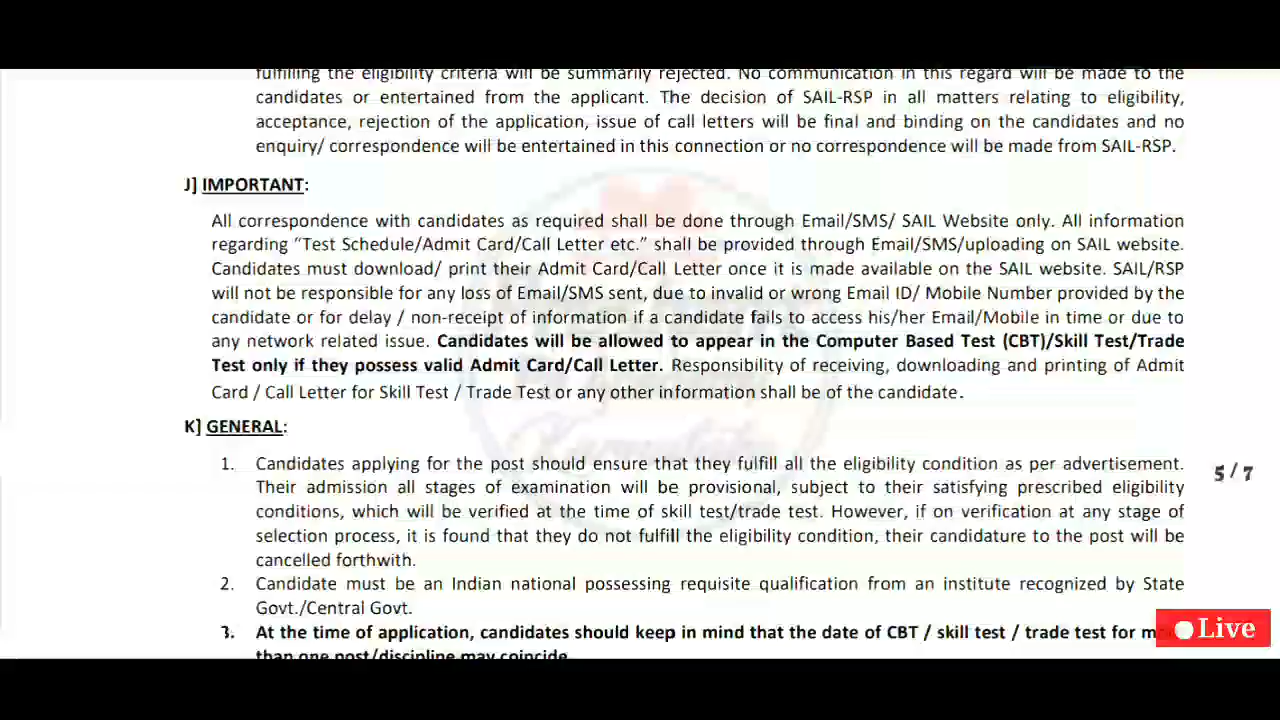 fulfilling the eligibility criteria will be summarily rejected. No communication in this regard will be made to the
candidates or entertained from the applicant. The decision of SAIL-RSP in all matters relating to eligibility,
acceptance, rejection of the application, issue of call letters will be final and binding on the candidates and no
enquiry/ correspondence will be entertained in this connection or no correspondence will be made from SAIL-RSP.
J] IMPORTANT:
All correspondence with candidates as required shall be done through Email/SMS/ SAIL Website only. All information
regarding “Test Schedule/Admit Card/Call Letter etc.” shall be provided through Email/SMS/uploading on SAIL website.
Candidates must download/ print their Admit Card/Call Letter once it is made available on the SAIL website. SAIL/RSP
will not be responsible for any loss of Email/SMS sent, due to invalid or wrong Email ID/ Mobile Number provided by the
candidate or for delay / non-receipt of information if a candidate fails to access his/her Email/Mobile in time or due to
any network related issue. Candidates will be allowed to appear in the Computer Based Test (CBT)/Skill Test/Trade
Test only if they possess valid Admit Card/Call Letter. Responsibility of receiving, downloading and printing of Admit
Card / Call Letter for Skill Test / Trade Test or any other information shall be of the candidate.
K] GENERAL:
1. Candidates applying for the post should ensure that they fulfill all the eligibility condition as per advertisement.
Their admission all stages of examination will be provisional, subject to their satisfying prescribed eligibility
conditions, which will be verified at the time of skill test/trade test. However, if on verification at any stage of
selection process, it is found that they do not fulfill the eligibility condition, their candidature to the post will be
cancelled forthwith.
5 / 7
2. Candidate must be an Indian national possessing requisite qualification from an institute recognized by State
Govt./Central Govt.
3. At the time of application, candidates should keep in mind that the date of CBT / skill test / trade test for
than one post/discipline may coincide
Live